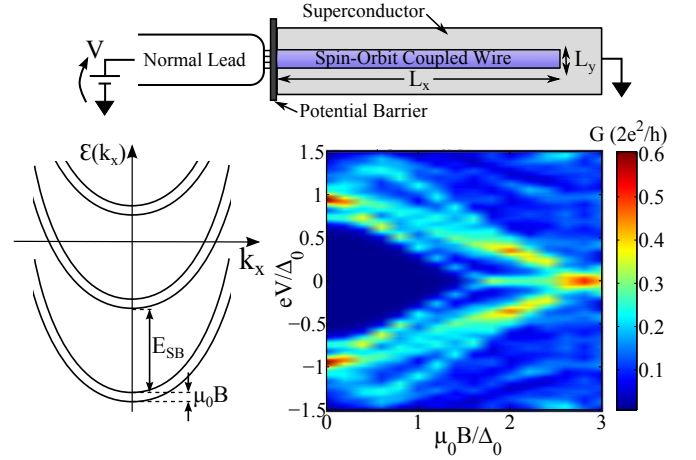 Superconductor
V
Normal Lead
Spin-Orbit Coupled Wire
L_y
L_x
Potential Barrier
ε(k_x)
k_x
E_SB
μ_0B
G (2e²/h)
0.6
0.5
0.4
0.3
0.2
0.1
0
eV/Δ_0
1.5
1
0.5
0
−0.5
−1
−1.5
0
1
2
3
μ_0B/Δ_0